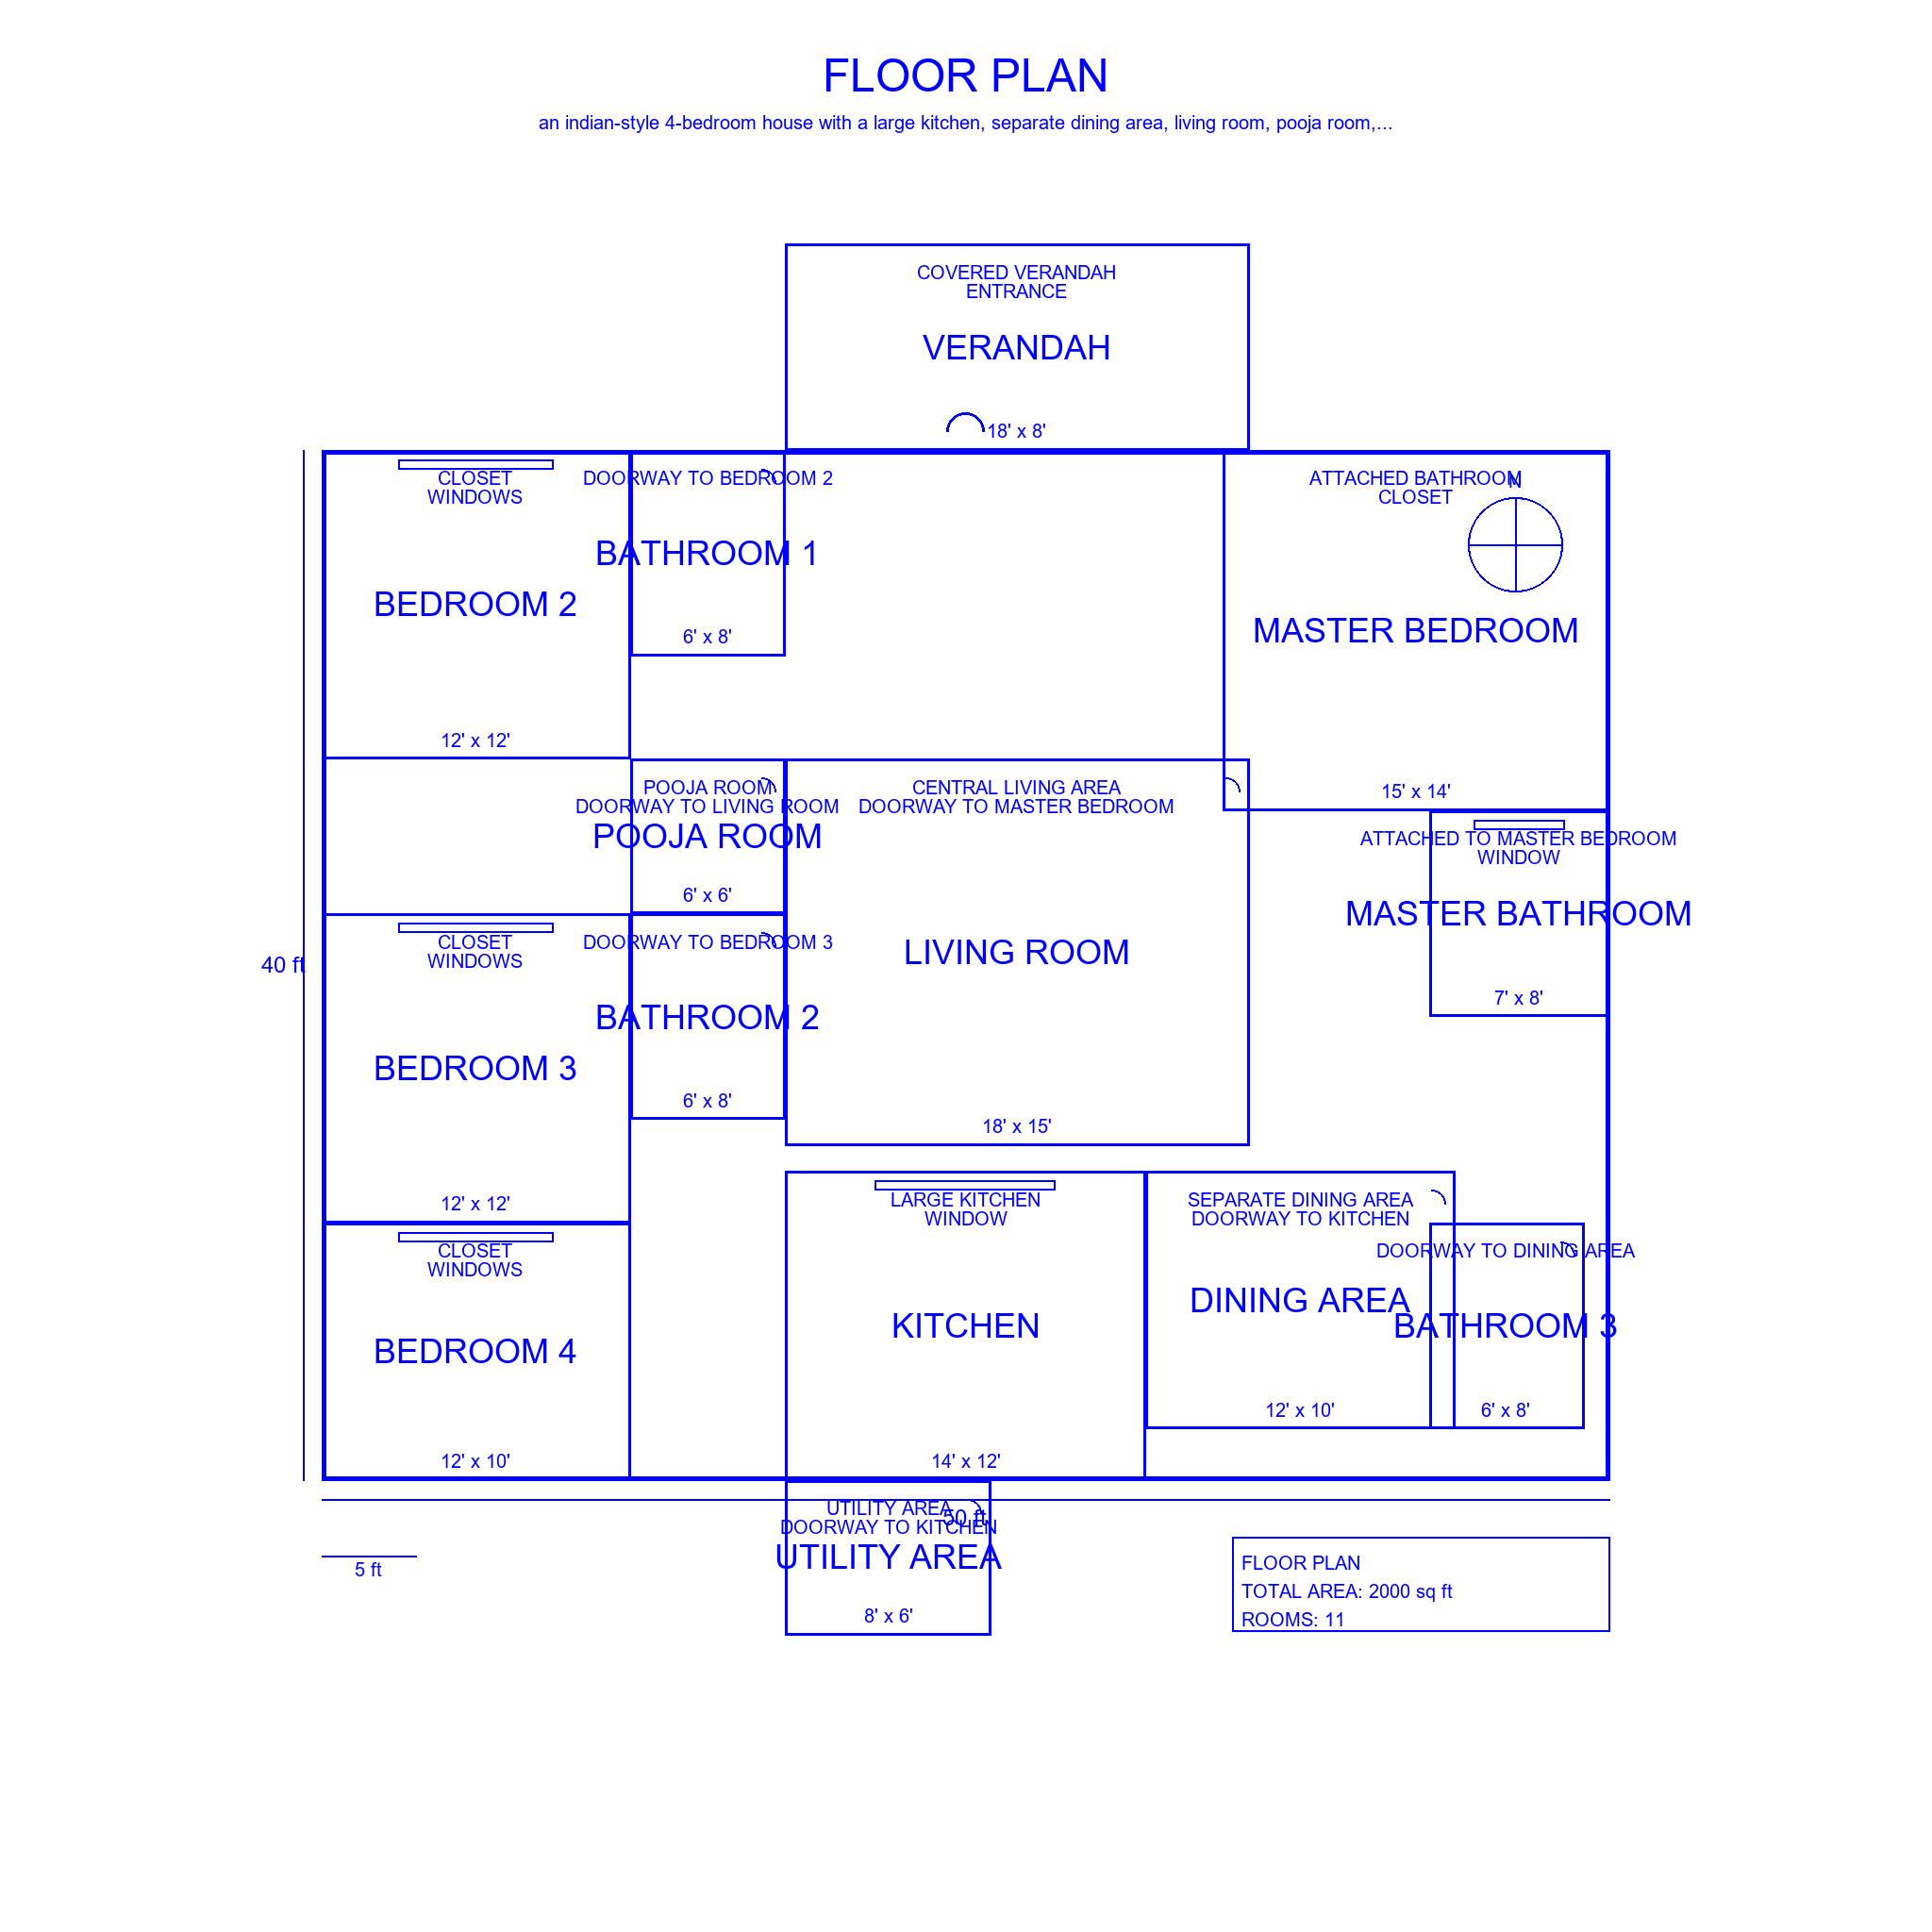 FLOOR PLAN
an indian-style 4-bedroom house with a large kitchen, separate dining area, living room, pooja room,...
COVERED VERANDAH
ENTRANCE
VERANDAH
18' x 8'
CLOSET
WINDOWS
BEDROOM 2
12' x 12'
DOORWAY TO BEDROOM 2
BATHROOM 1
6' x 8'
ATTACHED BATHROOM
CLOSET
N
MASTER BEDROOM
15' x 14'
POOJA ROOM
DOORWAY TO LIVING ROOM
POOJA ROOM
6' x 6'
CENTRAL LIVING AREA
DOORWAY TO MASTER BEDROOM
LIVING ROOM
18' x 15'
ATTACHED TO MASTER BEDROOM
WINDOW
MASTER BATHROOM
7' x 8'
40 ft
CLOSET
WINDOWS
BEDROOM 3
12' x 12'
DOORWAY TO BEDROOM 3
BATHROOM 2
6' x 8'
CLOSET
WINDOWS
BEDROOM 4
12' x 10'
LARGE KITCHEN
WINDOW
KITCHEN
14' x 12'
SEPARATE DINING AREA
DOORWAY TO KITCHEN
DINING AREA
12' x 10'
DOORWAY TO DINING AREA
BATHROOM 3
6' x 8'
50 ft
UTILITY AREA
DOORWAY TO KITCHEN
UTILITY AREA
8' x 6'
5 ft
FLOOR PLAN
TOTAL AREA: 2000 sq ft
ROOMS: 11